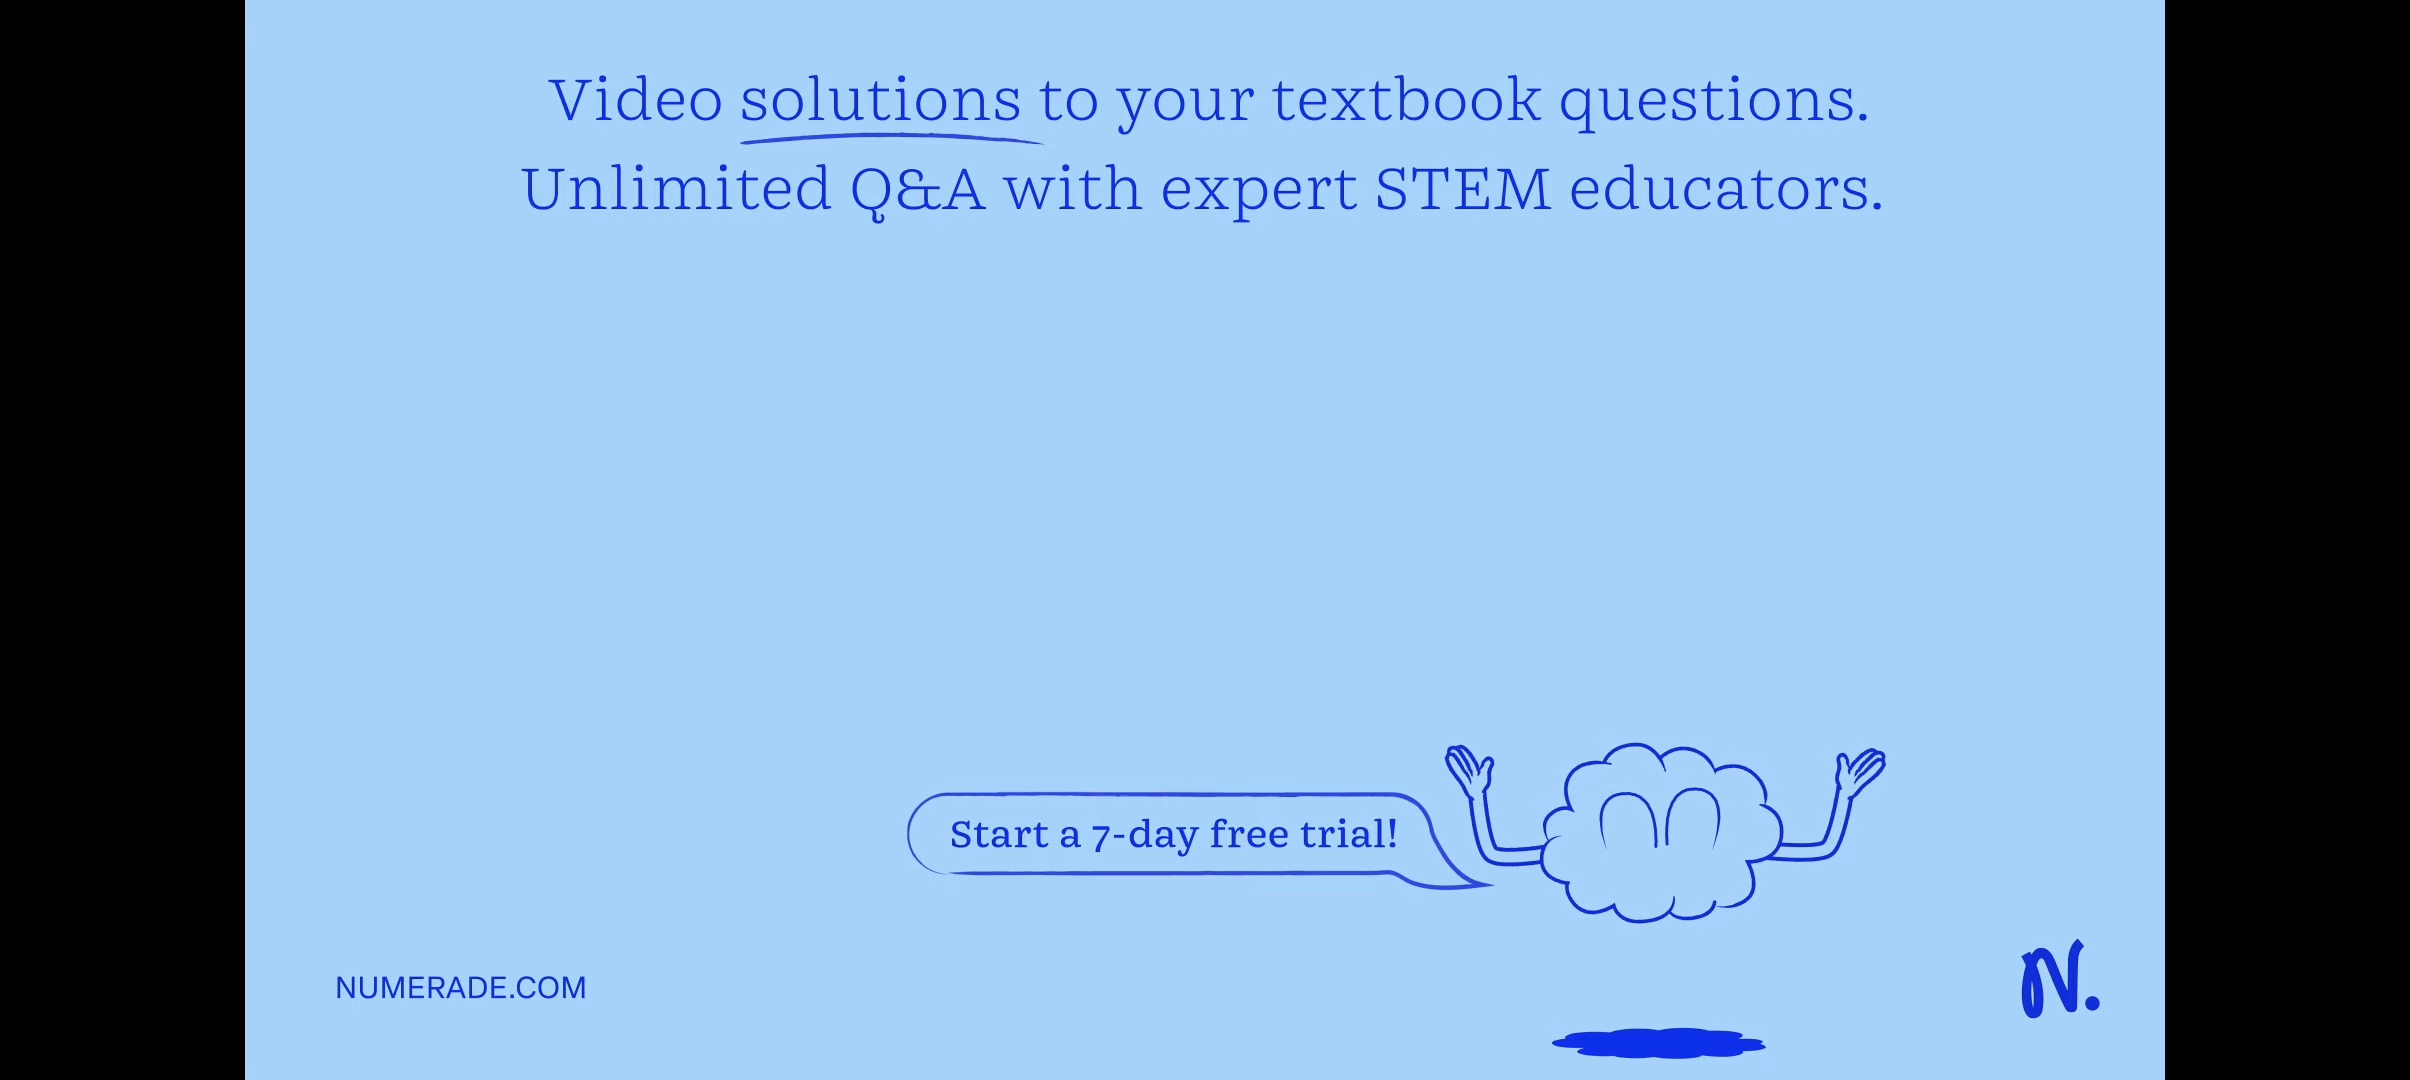 Video solutions to your textbook questions.
Unlimited Q&A with expert STEM educators.
Start a 7-day free trial!
NUMERADE.COM
N.